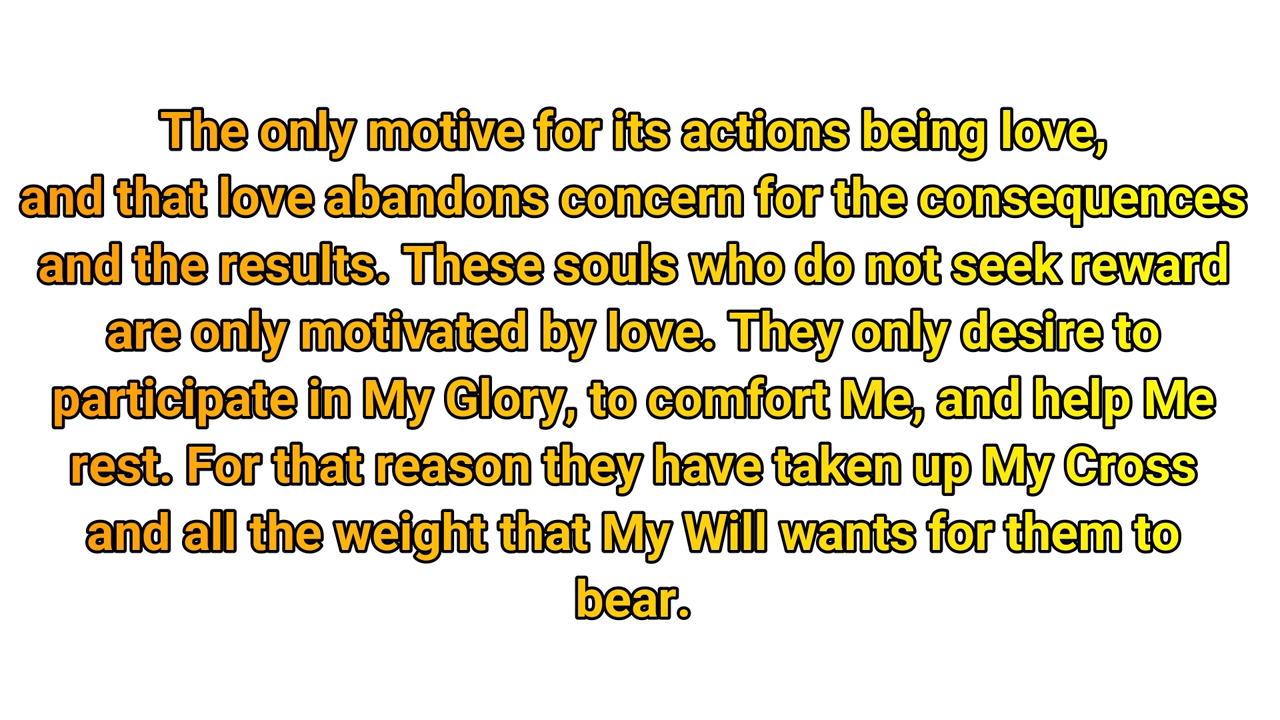 The only motive for its actions being love,
and that love abandons concern for the consequences
and the results. These souls who do not seek reward
are only motivated by love. They only desire to
participate in My Glory, to comfort Me, and help Me
rest. For that reason they have taken up My Cross
and all the weight that My Will wants for them to
bear.